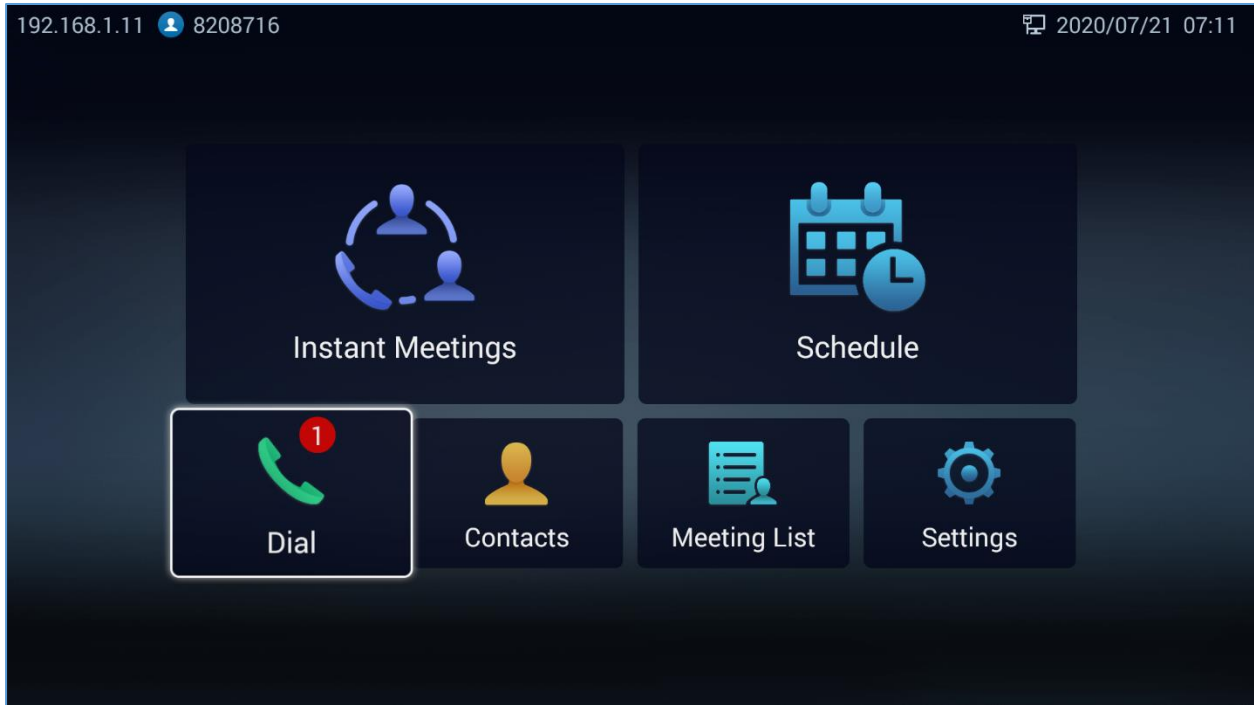 192.168.1.11 8208716 2020/07/21 07:11
Instant Meetings
Schedule
1
Dial
Contacts
Meeting List
Settings